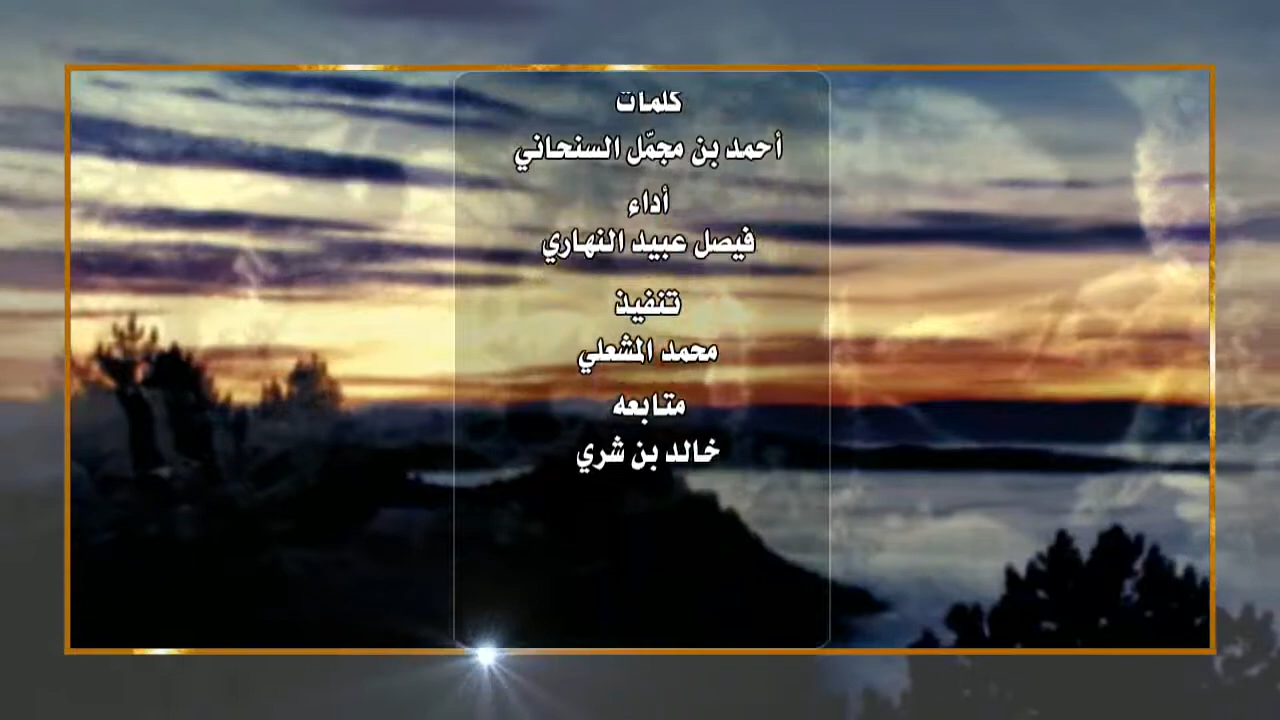 كلمات
أحمد بن مجمّل السنحاني
أداء
فيصل عبيد النهاري
تنفيذ
محمد المشعلي
متابعه
خالد بن شري